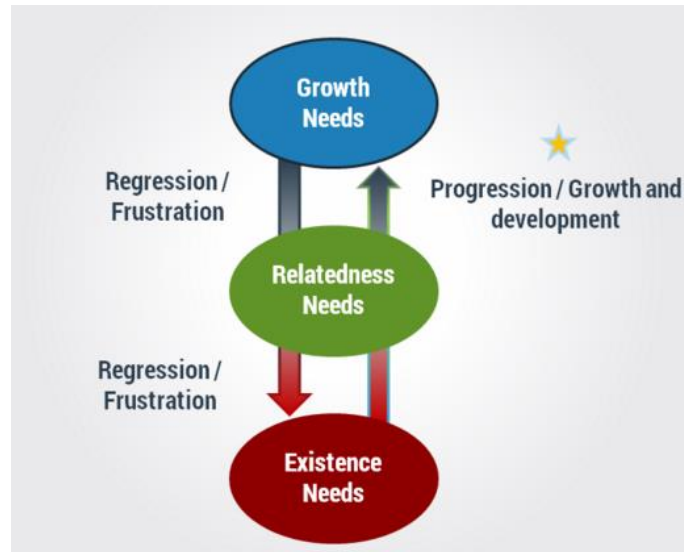 Growth
Needs
Regression /
Frustration
Progression / Growth and
development
Relatedness
Needs
Regression /
Frustration
Existence
Needs